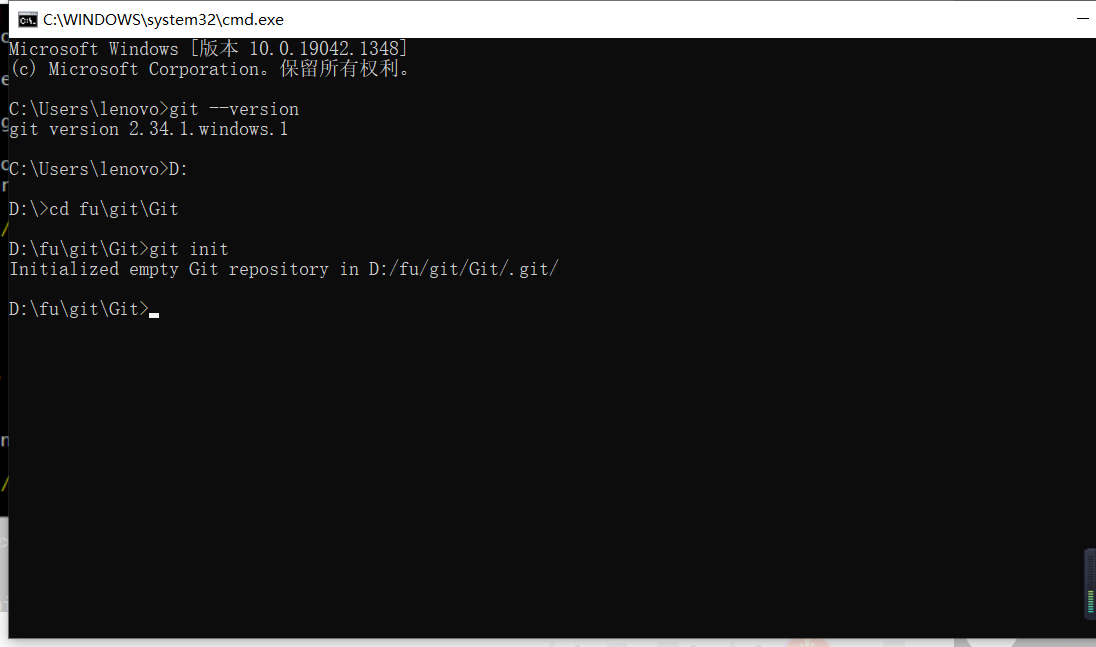 C:\WINDOWS\system32\cmd.exe
Microsoft Windows [版本 10.0.19042.1348]
(c) Microsoft Corporation。保留所有权利。
C:\Users\lenovo>git --version
git version 2.34.1.windows.1
C:\Users\lenovo>D:
D:\>cd fu\git\Git
D:\fu\git\Git>git init
Initialized empty Git repository in D:/fu/git/Git/.git/
D:\fu\git\Git>